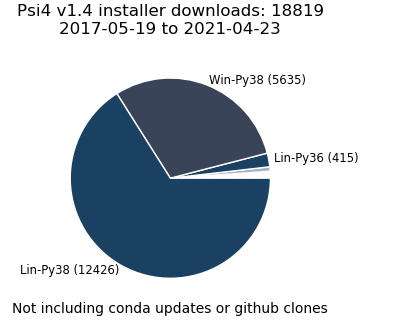 Psi4 v1.4 installer downloads: 18819
2017-05-19 to 2021-04-23
Win-Py38 (5635)
Lin-Py36 (415)
Lin-Py38 (12426)
Not including conda updates or github clones